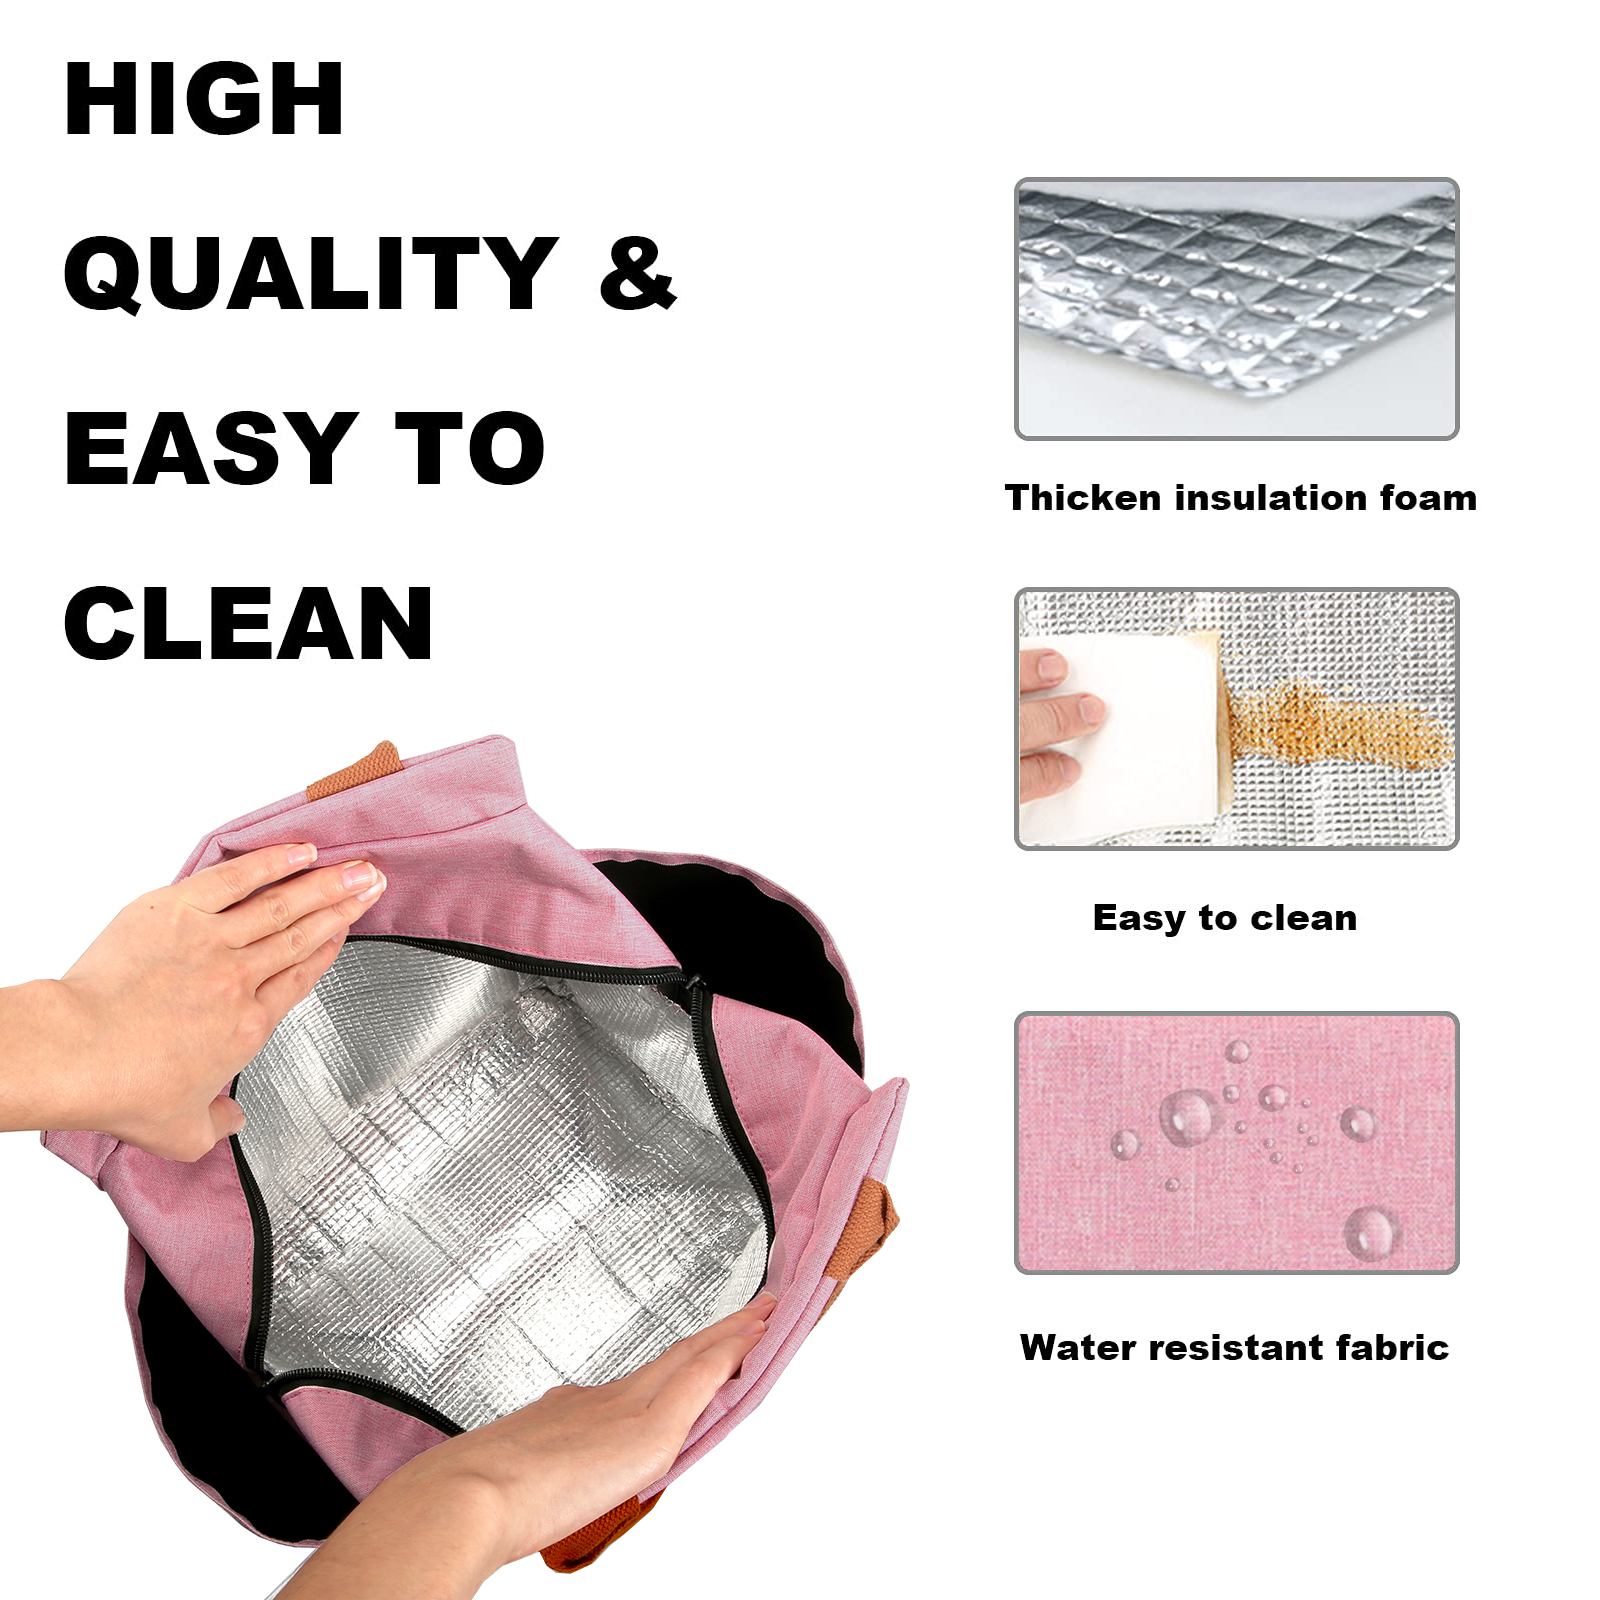 HIGH
QUALITY &
EASY TO
CLEAN
Thicken insulation foam
Easy to clean
Water resistant fabric